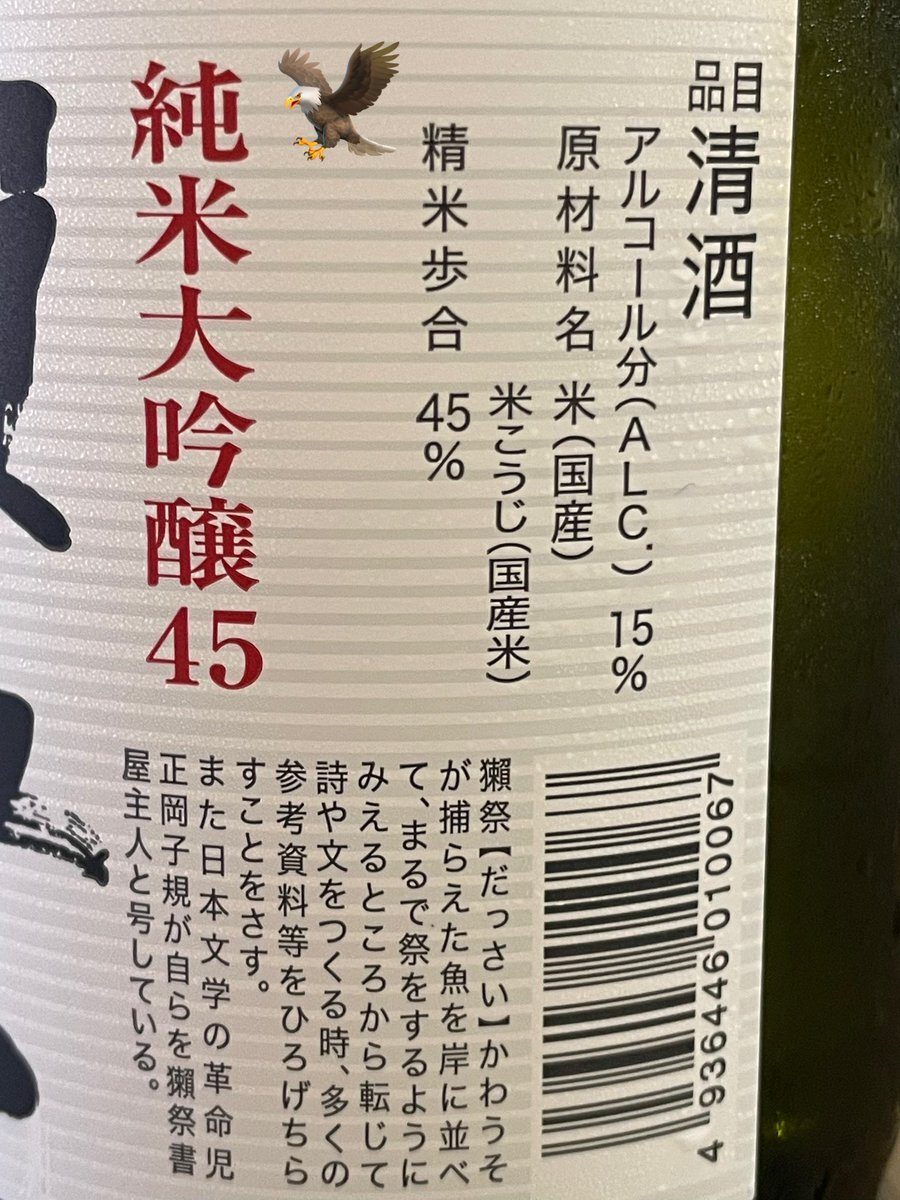 品目 清酒
アルコール分(ALC.) 15%
原材料名 米(国産)
米こうじ(国産米)
精米歩合 45%
純米大吟醸45
獺祭【だっさい】かわうそ
が捕らえた魚を岸に並べ
て、まるで祭をするように
みえるところから転じて
詩や文をつくる時、多くの
参考資料等をひろげちら
すことをさす。
また日本文学の革命児
正岡子規が自らを獺祭書
屋主人と号している。
4936446010067